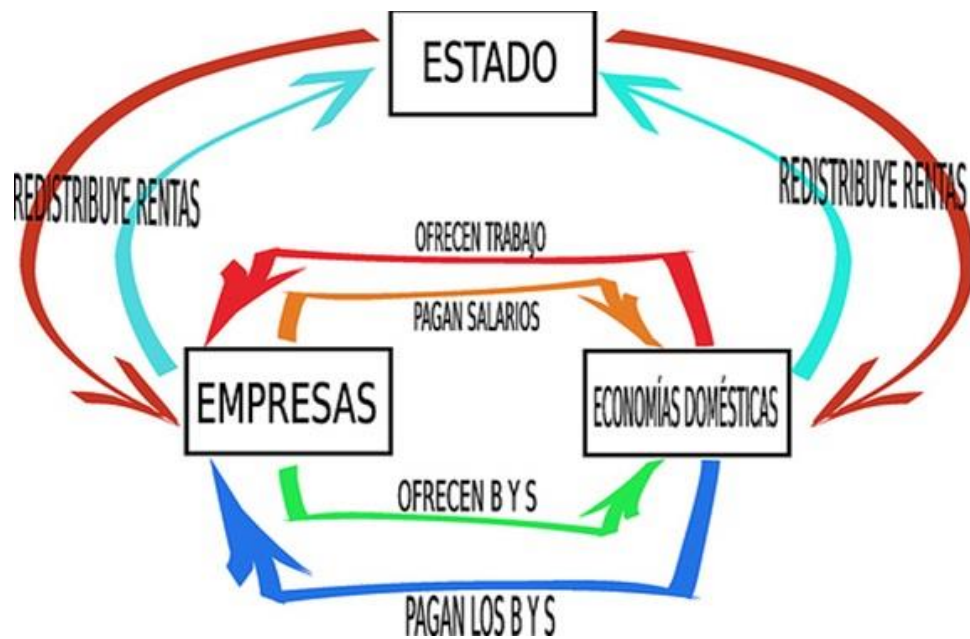 ESTADO
REDISTRIBUYE RENTAS
REDISTRIBUYE RENTAS
OFRECEN TRABAJO
PAGAN SALARIOS
EMPRESAS
ECONOMÍAS DOMÉSTICAS
OFRECEN B Y S
PAGAN LOS B Y S